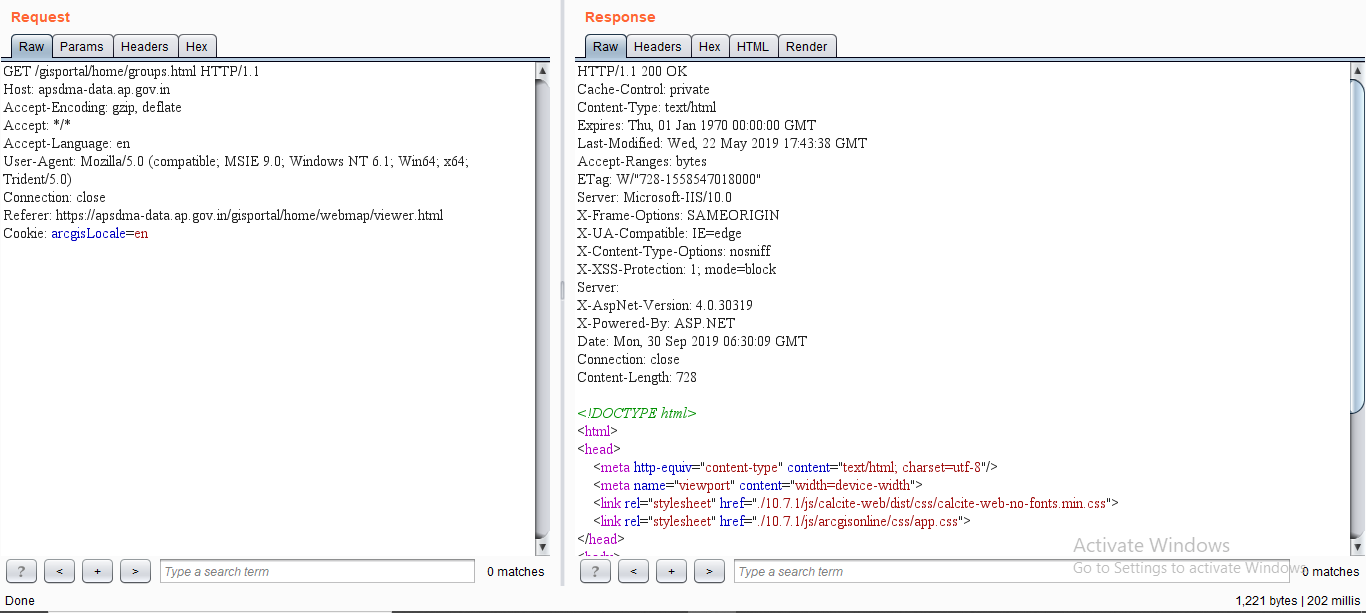 Request
Raw Params Headers Hex
GET /gisportal/home/groups.html HTTP/1.1
Host: apsdma-data.ap.gov.in
Accept-Encoding: gzip, deflate
Accept: */*
Accept-Language: en
User-Agent: Mozilla/5.0 (compatible; MSIE 9.0; Windows NT 6.1; Win64; x64;
Trident/5.0)
Connection: close
Referer: https://apsdma-data.ap.gov.in/gisportal/home/webmap/viewer.html
Cookie: arcgisLocale=en
? < + > Type a search term 0 matches
Done
Response
Raw Headers Hex HTML Render
HTTP/1.1 200 OK
Cache-Control: private
Content-Type: text/html
Expires: Thu, 01 Jan 1970 00:00:00 GMT
Last-Modified: Wed, 22 May 2019 17:43:38 GMT
Accept-Ranges: bytes
ETag: W/"728-1558547018000"
Server: Microsoft-IIS/10.0
X-Frame-Options: SAMEORIGIN
X-UA-Compatible: IE=edge
X-Content-Type-Options: nosniff
X-XSS-Protection: 1; mode=block
Server:
X-AspNet-Version: 4.0.30319
X-Powered-By: ASP.NET
Date: Mon, 30 Sep 2019 06:30:09 GMT
Connection: close
Content-Length: 728
<!DOCTYPE html>
<html>
<head>
<meta http-equiv="content-type" content="text/html; charset=utf-8"/>
<meta name="viewport" content="width=device-width">
<link rel="stylesheet" href="./10.7.1/js/calcite-web/dist/css/calcite-web-no-fonts.min.css">
<link rel="stylesheet" href="./10.7.1/js/arcgisonline/css/app.css">
</head>
Activate Windows
Go to Settings to activate Windows.
? < + > Type a search term 0 matches
1,221 bytes | 202 millis